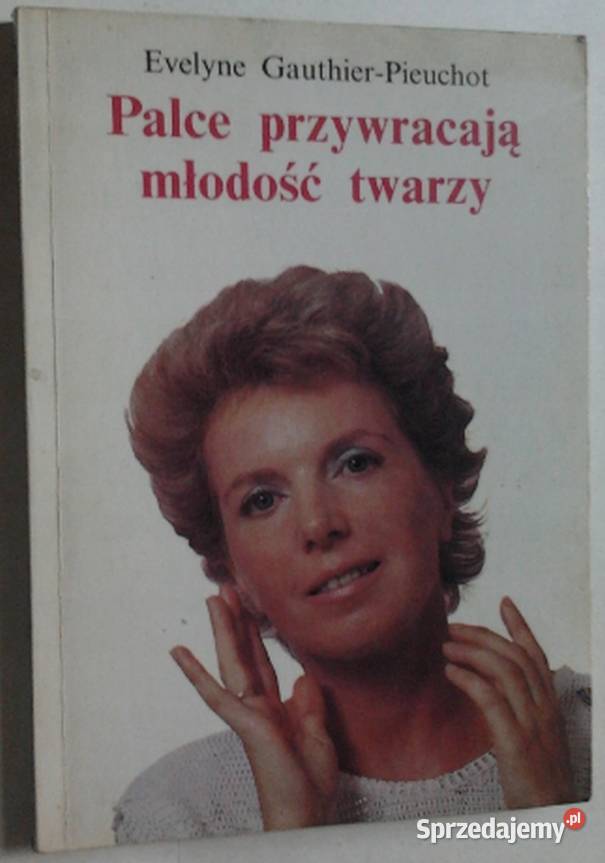 Evelyne Gauthier-Pieuchot
Palce przywracają
młodość twarzy
Sprzedajemy.pl